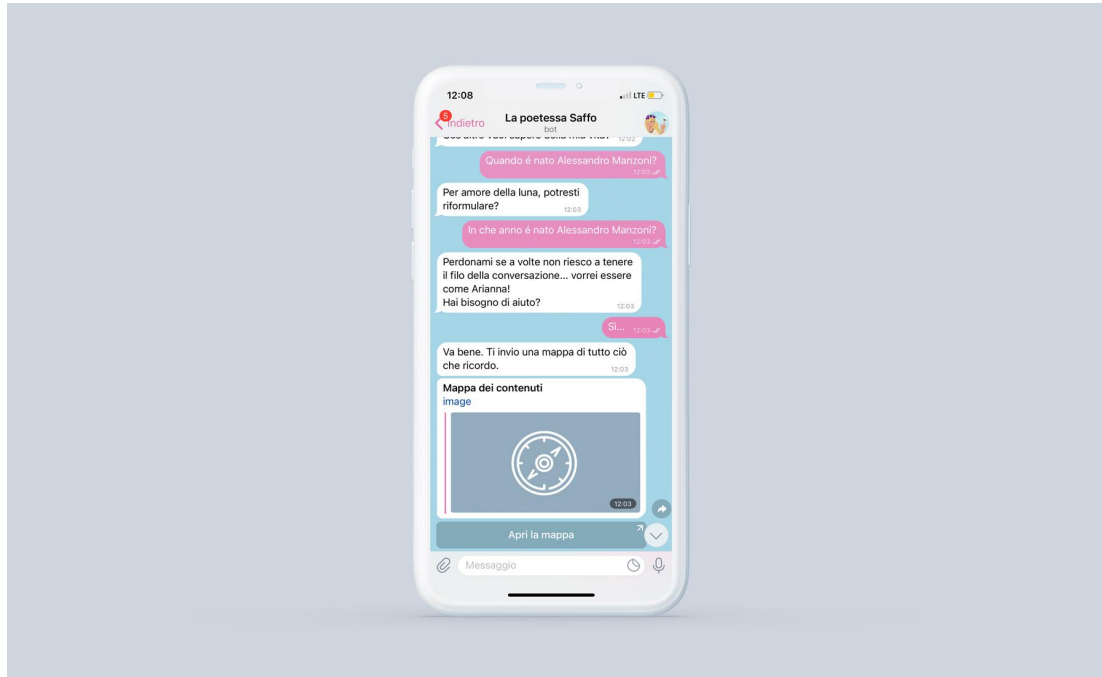 12:08
LTE
5
Indietro
La poetessa Saffo
bot
12:02
Quando é nato Alessandro Manzoni?
12:03
Per amore della luna, potresti
riformulare?
12:03
In che anno é nato Alessandro Manzoni?
12:03
Perdonami se a volte non riesco a tenere
il filo della conversazione... vorrei essere
come Arianna!
Hai bisogno di aiuto?
12:03
Sì...
12:03
Va bene. Ti invio una mappa di tutto ciò
che ricordo.
12:03
Mappa dei contenuti
image
12:03
Apri la mappa
Messaggio